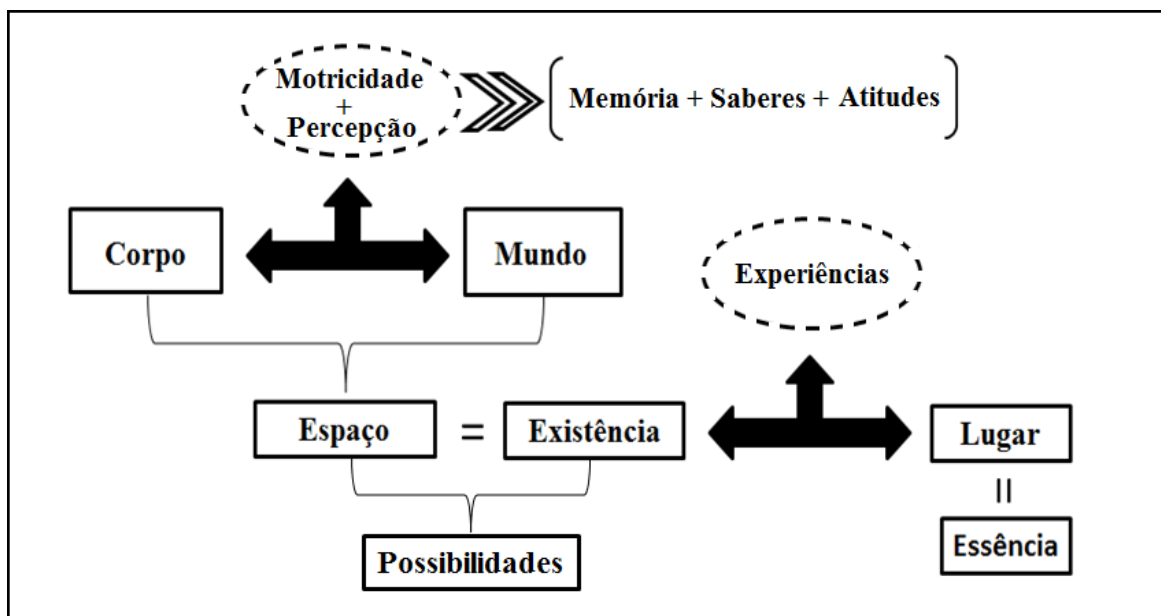 Motricidade
+
Percepção
Memória + Saberes + Atitudes
Corpo
Mundo
Experiências
Espaço = Existência
Lugar
=
Essência
Possibilidades